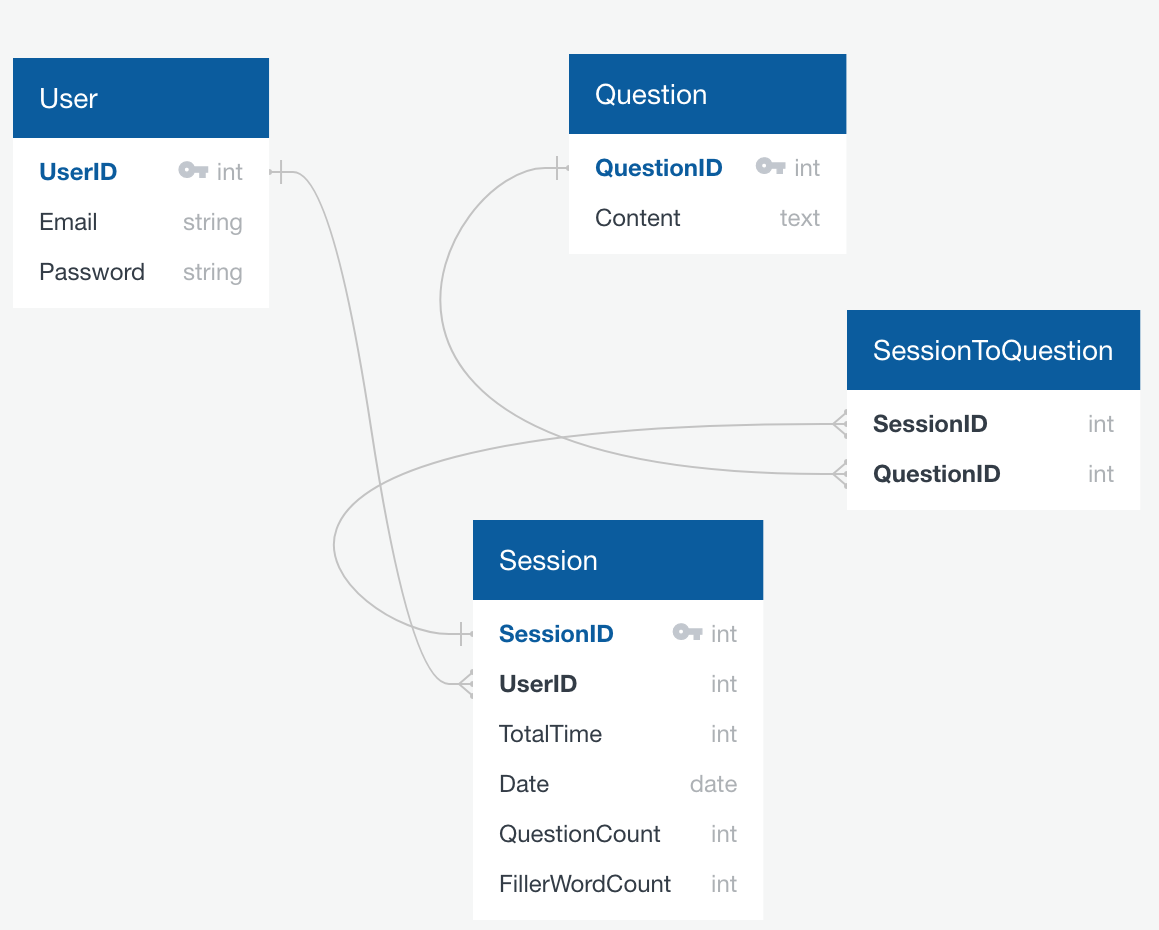 User
UserID int
Email string
Password string
Question
QuestionID int
Content text
SessionToQuestion
SessionID int
QuestionID int
Session
SessionID int
UserID int
TotalTime int
Date date
QuestionCount int
FillerWordCount int